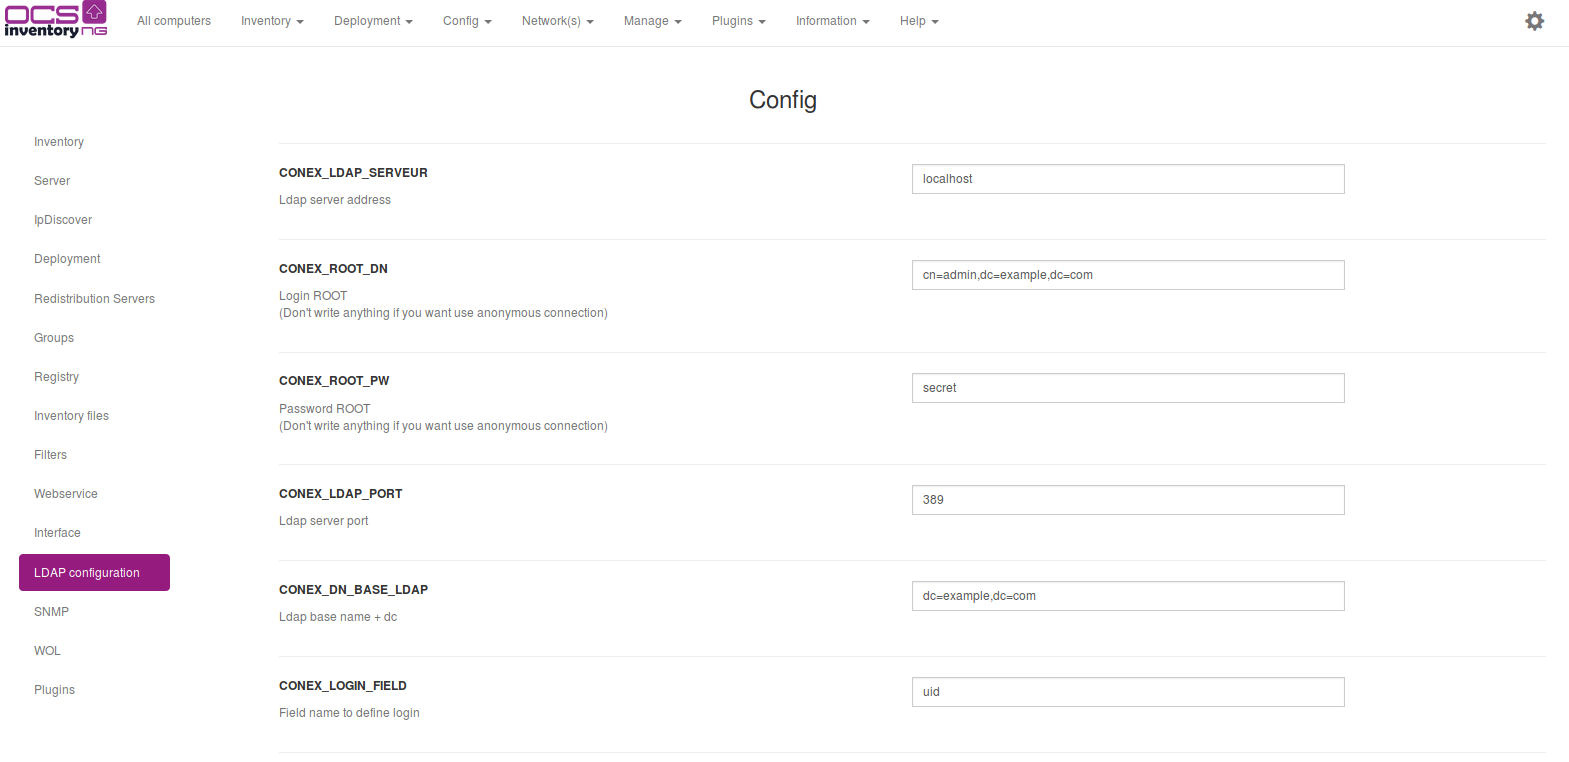 OCS
inventory NG
All computers Inventory Deployment Config Network(s) Manage Plugins Information Help
Config
Inventory
Server
IpDiscover
Deployment
Redistribution Servers
Groups
Registry
Inventory files
Filters
Webservice
Interface
LDAP configuration
SNMP
WOL
Plugins
CONEX_LDAP_SERVEUR
Ldap server address
localhost
CONEX_ROOT_DN
Login ROOT
(Don't write anything if you want use anonymous connection)
cn=admin,dc=example,dc=com
CONEX_ROOT_PW
Password ROOT
(Don't write anything if you want use anonymous connection)
secret
CONEX_LDAP_PORT
Ldap server port
389
CONEX_DN_BASE_LDAP
Ldap base name + dc
dc=example,dc=com
CONEX_LOGIN_FIELD
Field name to define login
uid